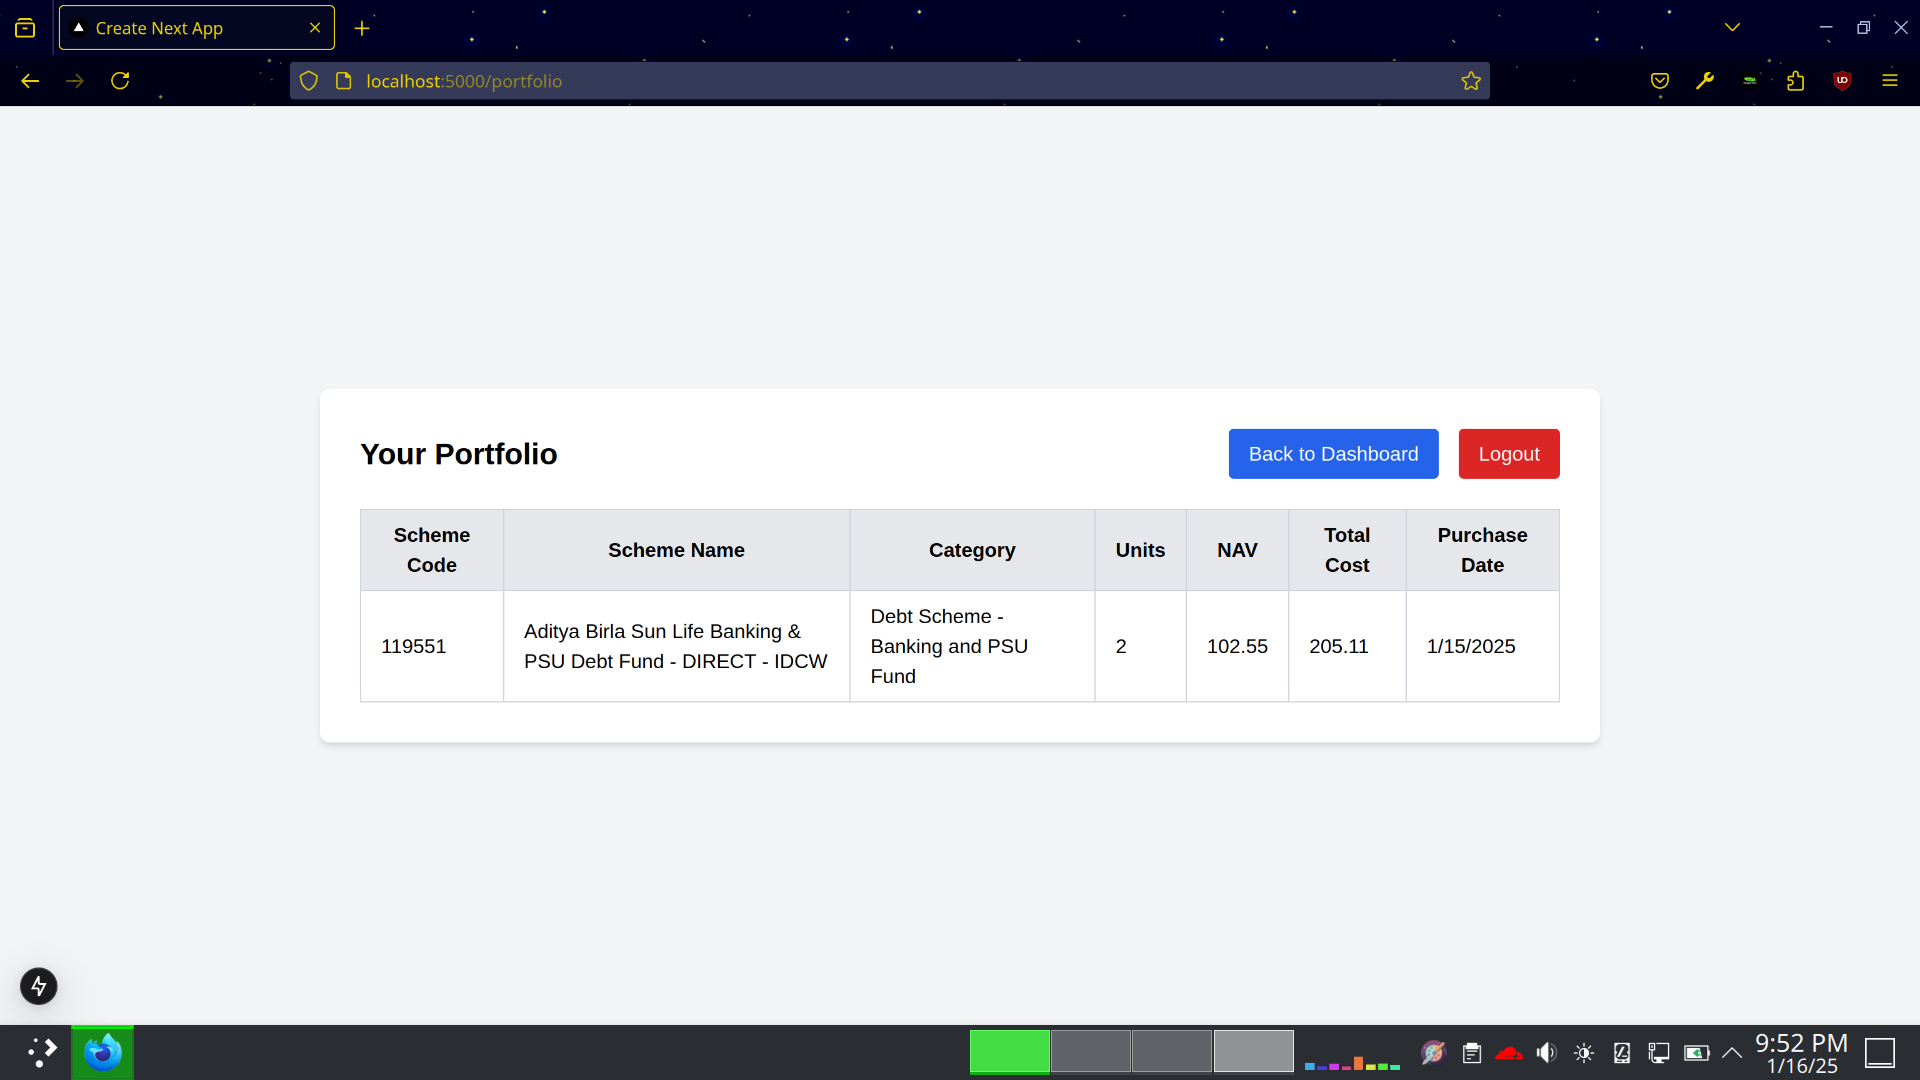 Create Next App
localhost:5000/portfolio
Your Portfolio
Back to Dashboard
Logout
Scheme Code
Scheme Name
Category
Units
NAV
Total Cost
Purchase Date
119551
Aditya Birla Sun Life Banking &
PSU Debt Fund - DIRECT - IDCW
Debt Scheme -
Banking and PSU
Fund
2
102.55
205.11
1/15/2025
9:52 PM
1/16/25